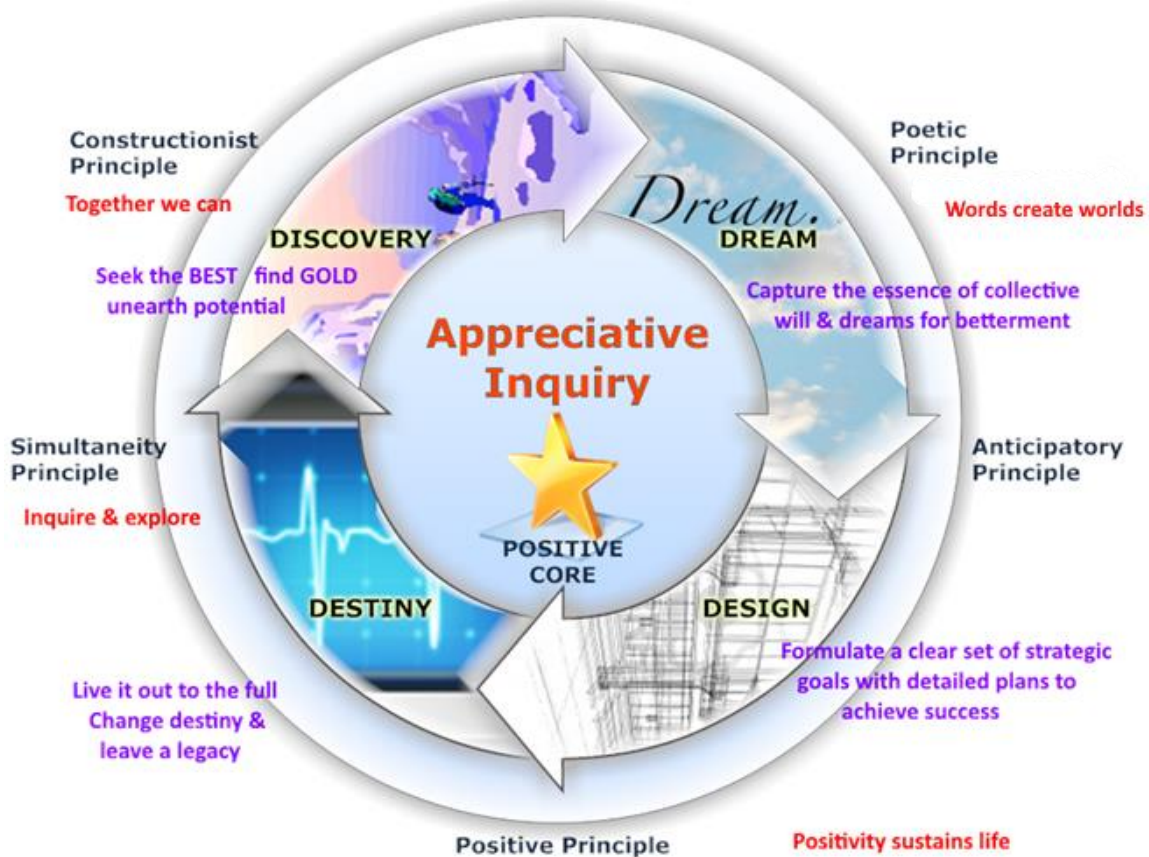 Constructionist
Principle
Together we can
Poetic
Principle
Words create worlds
Dream.
DISCOVERY
DREAM
Seek the BEST find GOLD
unearth potential
Capture the essence of collective
will & dreams for betterment
Appreciative
Inquiry
Simultaneity
Principle
Inquire & explore
Anticipatory
Principle
POSITIVE
CORE
DESTINY
DESIGN
Live it out to the full
Change destiny &
leave a legacy
Formulate a clear set of strategic
goals with detailed plans to
achieve success
Positive Principle
Positivity sustains life